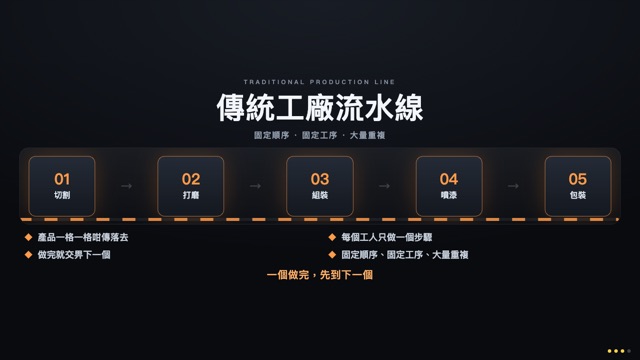 TRADITIONAL PRODUCTION LINE
傳統工廠流水線
固定順序 · 固定工序 · 大量重複
01
切割
→
02
打磨
→
03
組裝
→
04
噴漆
→
05
包裝
產品一格一格咁傳落去
每個工人只做一個步驟
做完就交畀下一個
固定順序、固定工序、大量重複
一個做完，先到下一個